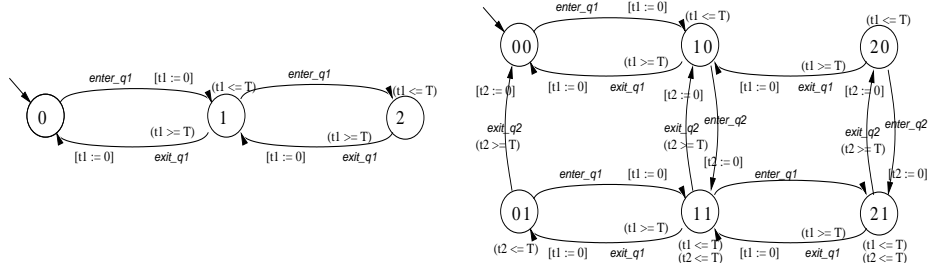 enter_q1 [t1 := 0] (t1 <= T) enter_q1 (t1 <= T)
0 1 2
(t1 >= T) (t1 >= T)
[t1 := 0] exit_q1 [t1 := 0] exit_q1
enter_q1 [t1 := 0] (t1 <= T) (t1 <= T)
00 10 20
(t1 >= T) (t1 >= T)
[t2 := 0] [t1 := 0] exit_q1 [t2 := 0] [t1 := 0] exit_q1 [t2 := 0]
enter_q2 enter_q2
exit_q2 exit_q2 exit_q2
(t2 >= T) (t2 >= T) (t2 >= T)
[t2 := 0]
enter_q1 [t1 := 0] enter_q1 [t2 := 0]
01 11 21
(t1 >= T) (t1 >= T)
(t2 <= T) [t1 := 0] exit_q1 (t1 <= T) [t1 := 0] exit_q1 (t1 <= T)
(t2 <= T) (t2 <= T)